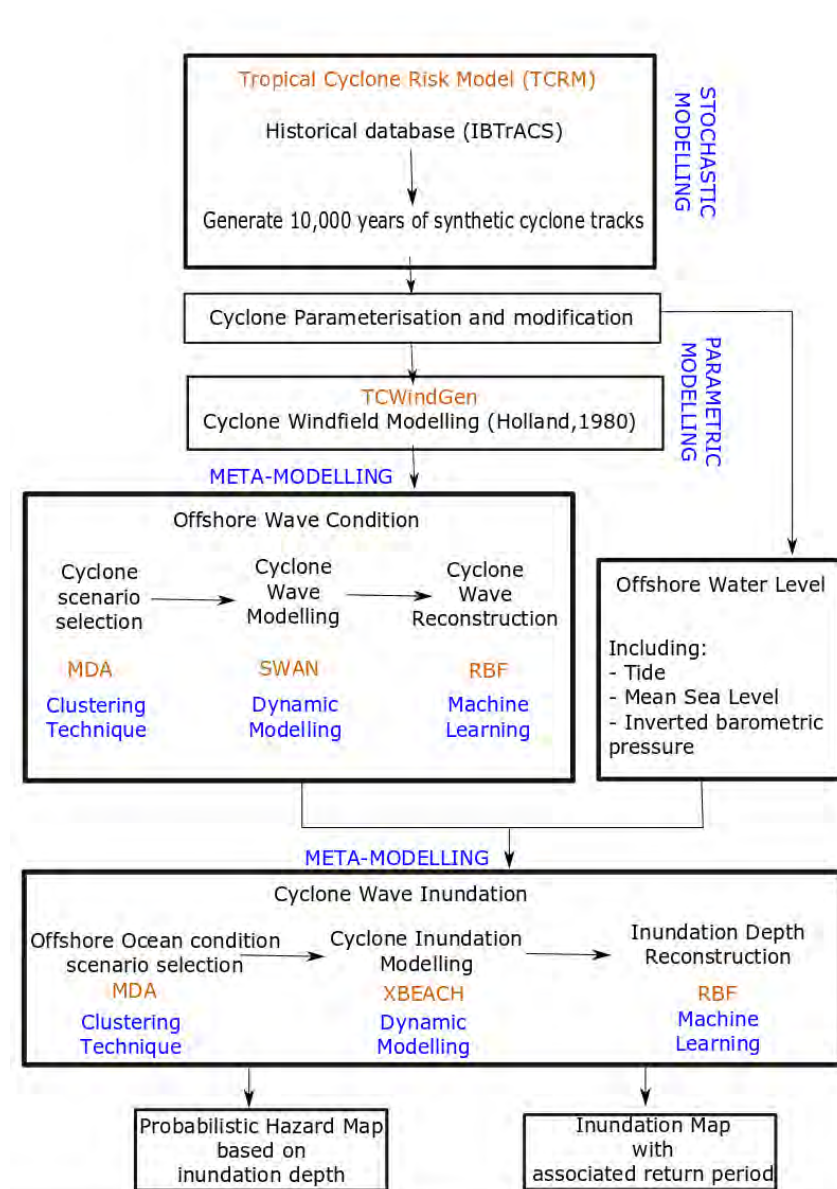 Tropical Cyclone Risk Model (TCRM)
Historical database (IBTrACS)
Generate 10,000 years of synthetic cyclone tracks
STOCHASTIC
MODELLING
Cyclone Parameterisation and modification
TCWindGen
Cyclone Windfield Modelling (Holland,1980)
PARAMETRIC
MODELLING
META-MODELLING
Offshore Wave Condition
Cyclone
scenario
selection
MDA
Clustering
Technique
Cyclone
Wave
Modelling
SWAN
Dynamic
Modelling
Cyclone
Wave
Reconstruction
RBF
Machine
Learning
Offshore Water Level
Including:
- Tide
- Mean Sea Level
- Inverted barometric
pressure
META-MODELLING
Cyclone Wave Inundation
Offshore Ocean condition
scenario selection
MDA
Clustering
Technique
Cyclone Inundation
Modelling
XBEACH
Dynamic
Modelling
Inundation Depth
Reconstruction
RBF
Machine
Learning
Probabilistic Hazard Map
based on
inundation depth
Inundation Map
with
associated return period